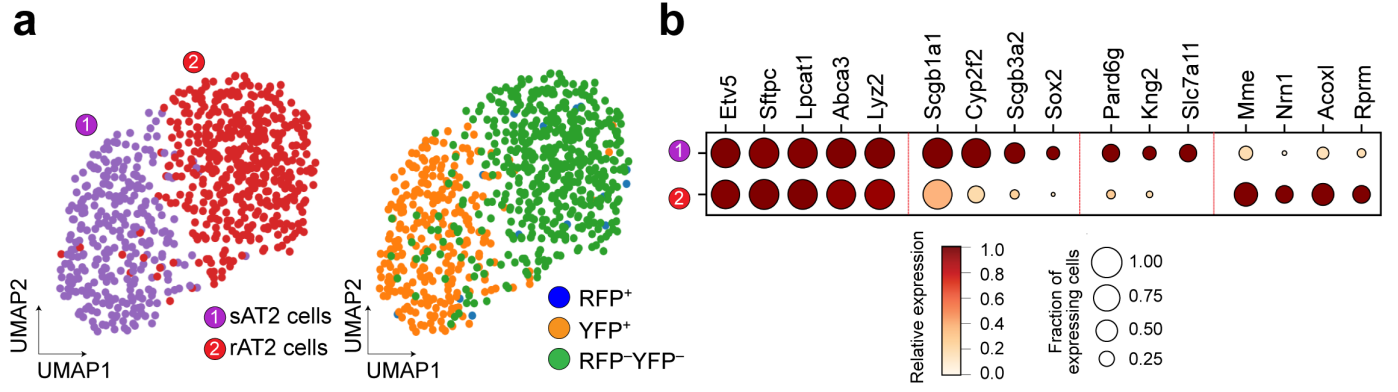 a
2
1
UMAP2
UMAP1
1 sAT2 cells
2 rAT2 cells
UMAP2
UMAP1
RFP⁺
YFP⁺
RFP⁻YFP⁻
b
Etv5
Sftpc
Lpcat1
Abca3
Lyz2
Scgb1a1
Cyp2f2
Scgb3a2
Sox2
Pard6g
Kng2
Slc7a11
Mme
Nrn1
Acoxl
Rprm
1
2
Relative expression
1.0
0.8
0.6
0.4
0.2
0.0
Fraction of
expressing cells
1.00
0.75
0.50
0.25